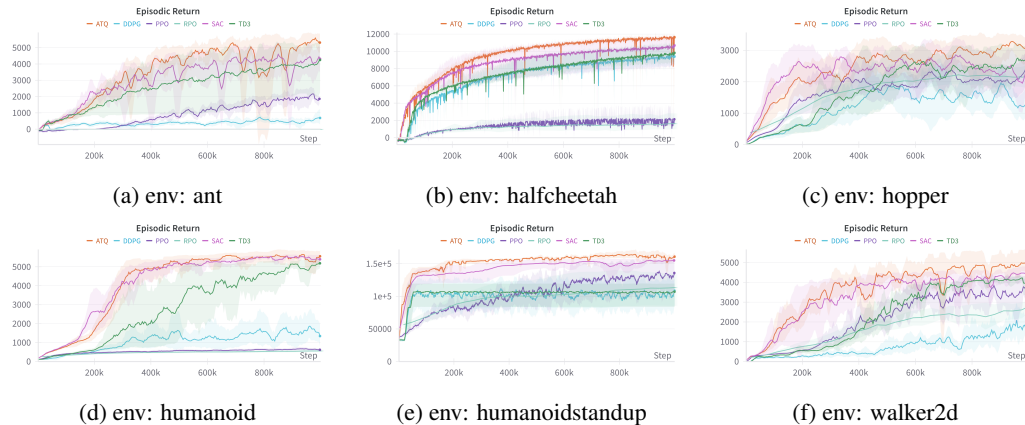 Episodic Return
ATQ DDPG PPO RPO SAC TD3
5000
4000
3000
2000
1000
0
Step
200k 400k 600k 800k
(a) env: ant
Episodic Return
ATQ DDPG PPO RPO SAC TD3
12000
10000
8000
6000
4000
2000
0
Step
200k 400k 600k 800k
(b) env: halfcheetah
Episodic Return
ATQ DDPG PPO RPO SAC TD3
3000
2000
1000
0
Step
200k 400k 600k 800k
(c) env: hopper
Episodic Return
ATQ DDPG PPO RPO SAC TD3
5000
4000
3000
2000
1000
0
Step
200k 400k 600k 800k
(d) env: humanoid
Episodic Return
ATQ DDPG PPO RPO SAC TD3
1.5e+5
1e+5
50000
Step
200k 400k 600k 800k
(e) env: humanoidstandup
Episodic Return
ATQ DDPG PPO RPO SAC TD3
5000
4000
3000
2000
1000
0
Step
200k 400k 600k 800k
(f) env: walker2d